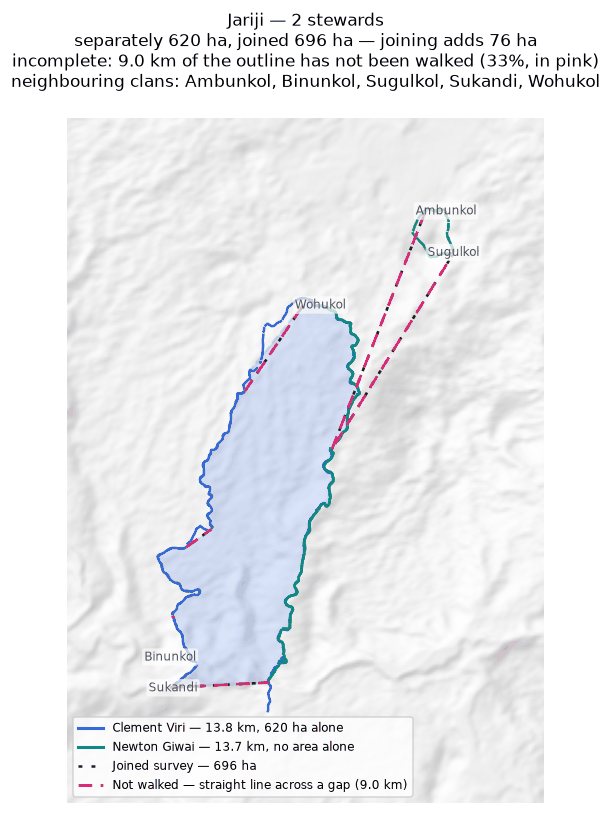 Jariji — 2 stewards
separately 620 ha, joined 696 ha — joining adds 76 ha
incomplete: 9.0 km of the outline has not been walked (33%, in pink)
neighbouring clans: Ambunkol, Binunkol, Sugulkol, Sukandi, Wohukol
Ambunkol
Sugulkol
Wohukol
Binunkol
Sukandi
Clement Viri — 13.8 km, 620 ha alone
Newton Giwai — 13.7 km, no area alone
Joined survey — 696 ha
Not walked — straight line across a gap (9.0 km)